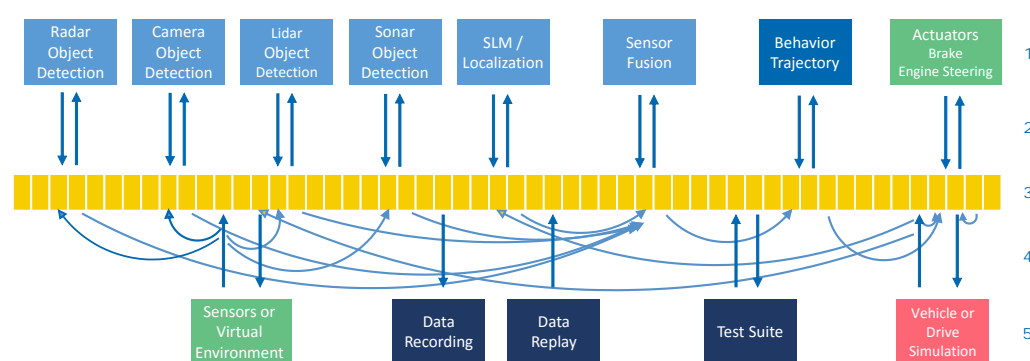 Radar
Object
Detection
Camera
Object
Detection
Lidar
Object
Detection
Sonar
Object
Detection
SLM /
Localization
Sensor
Fusion
Behavior
Trajectory
Actuators
Brake
Engine Steering
1
2
3
4
Sensors or
Virtual
Environment
Data
Recording
Data
Replay
Test Suite
Vehicle or
Drive
Simulation
5